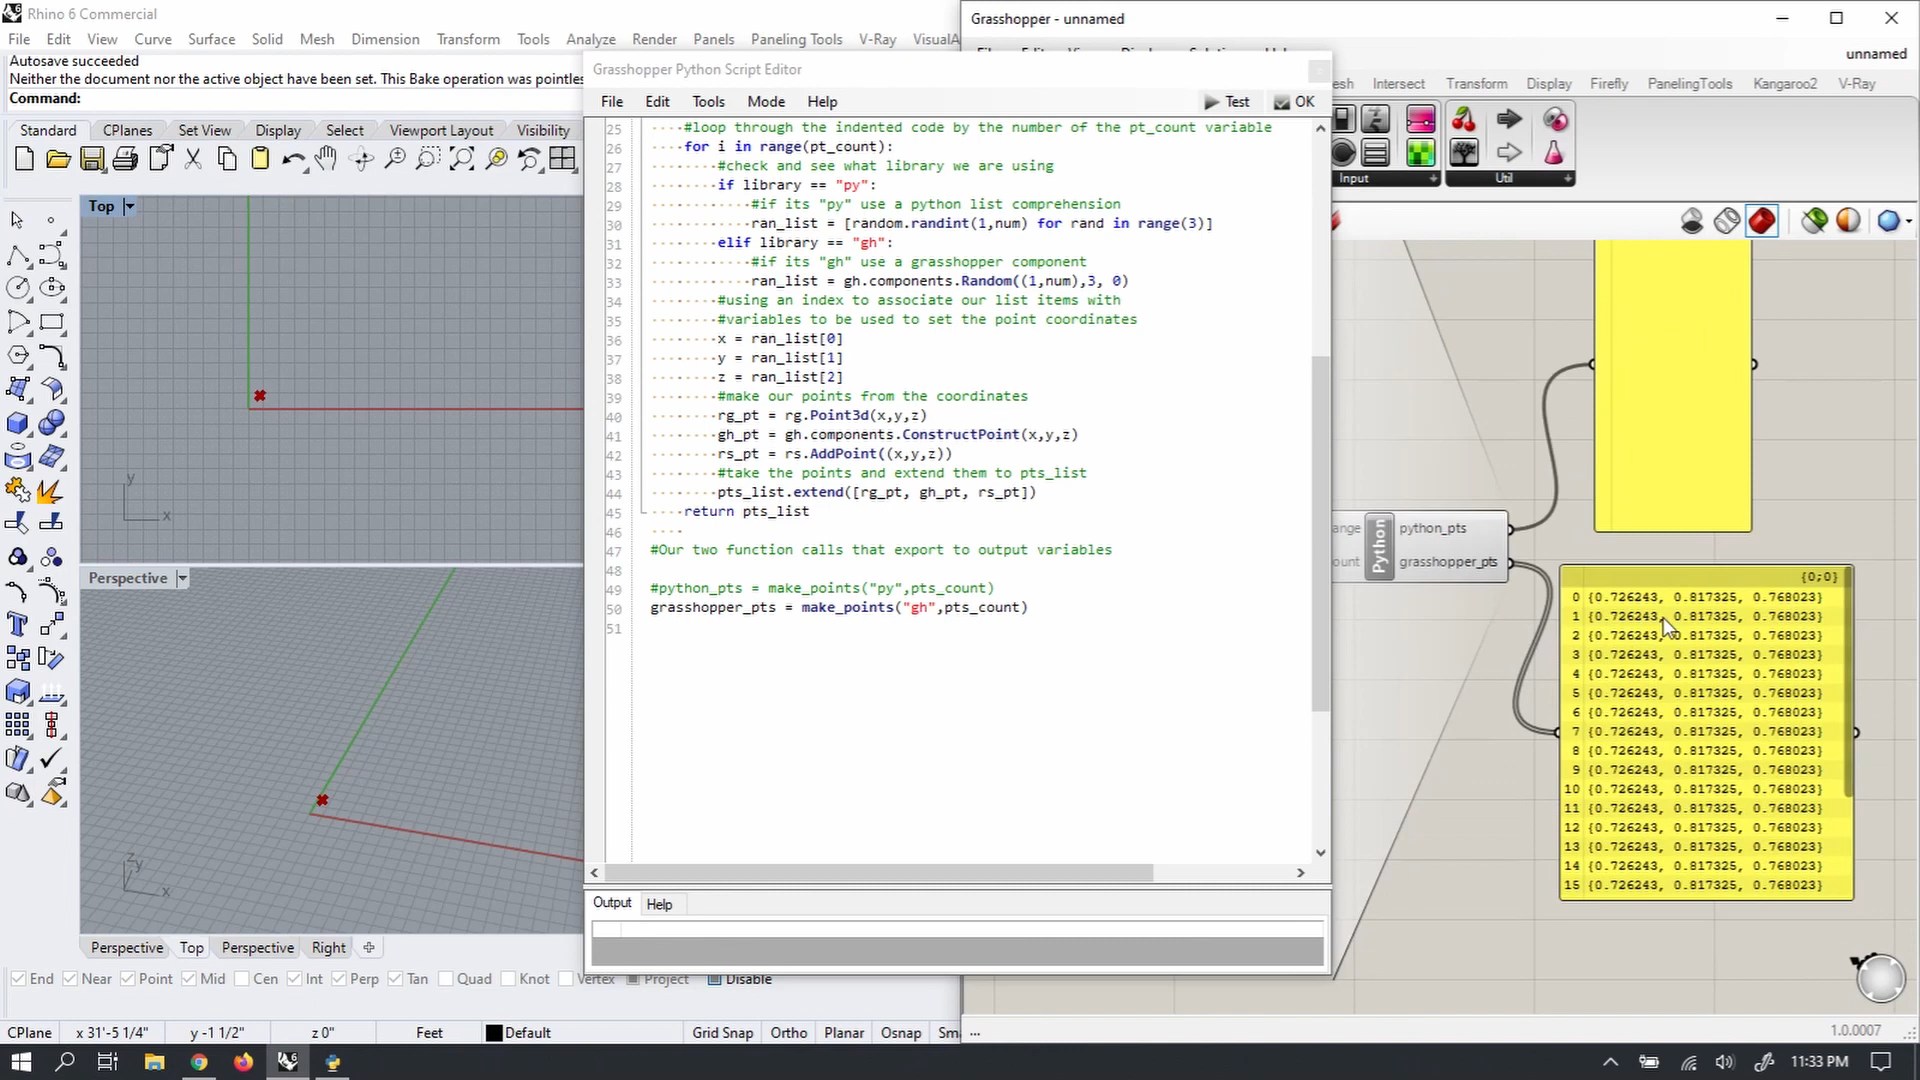 Rhino 6 Commercial
File Edit View Curve Surface Solid Mesh Dimension Transform Tools Analyze Render Panels Paneling Tools V-Ray VisualA
Autosave succeeded
Neither the document nor the active object have been set. This Bake operation was pointles
Command:
Standard CPlanes Set View Display Select Viewport Layout Visibility
Top
y
x
Perspective
z
y
x
Perspective Top Perspective Right
End Near Point Mid Cen Int Perp Tan Quad Knot Vertex Project Disable
CPlane x 31'-5 1/4" y -1 1/2" z 0" Feet Default Grid Snap Ortho Planar Osnap Sma
Grasshopper Python Script Editor
File Edit Tools Mode Help Test OK
25 #loop through the indented code by the number of the pt_count variable
26 for i in range(pt_count):
27 #check and see what library we are using
28 if library == "py":
29 #if its "py" use a python list comprehension
30 ran_list = [random.randint(1,num) for rand in range(3)]
31 elif library == "gh":
32 #if its "gh" use a grasshopper component
33 ran_list = gh.components.Random((1,num),3, 0)
34 #using an index to associate our list items with
35 #variables to be used to set the point coordinates
36 x = ran_list[0]
37 y = ran_list[1]
38 z = ran_list[2]
39 #make our points from the coordinates
40 rg_pt = rg.Point3d(x,y,z)
41 gh_pt = gh.components.ConstructPoint(x,y,z)
42 rs_pt = rs.AddPoint((x,y,z))
43 #take the points and extend them to pts_list
44 pts_list.extend([rg_pt, gh_pt, rs_pt])
45 return pts_list
46
47 #Our two function calls that export to output variables
48
49 #python_pts = make_points("py",pts_count)
50 grasshopper_pts = make_points("gh",pts_count)
51
Output Help
Grasshopper - unnamed
unnamed
esh Intersect Transform Display Firefly PanelingTools Kangaroo2 V-Ray
Input Util
ange Python python_pts
ount grasshopper_pts
{0;0}
0 {0.726243, 0.817325, 0.768023}
1 {0.726243, 0.817325, 0.768023}
2 {0.726243, 0.817325, 0.768023}
3 {0.726243, 0.817325, 0.768023}
4 {0.726243, 0.817325, 0.768023}
5 {0.726243, 0.817325, 0.768023}
6 {0.726243, 0.817325, 0.768023}
7 {0.726243, 0.817325, 0.768023}
8 {0.726243, 0.817325, 0.768023}
9 {0.726243, 0.817325, 0.768023}
10 {0.726243, 0.817325, 0.768023}
11 {0.726243, 0.817325, 0.768023}
12 {0.726243, 0.817325, 0.768023}
13 {0.726243, 0.817325, 0.768023}
14 {0.726243, 0.817325, 0.768023}
15 {0.726243, 0.817325, 0.768023}
... 1.0.0007
11:33 PM